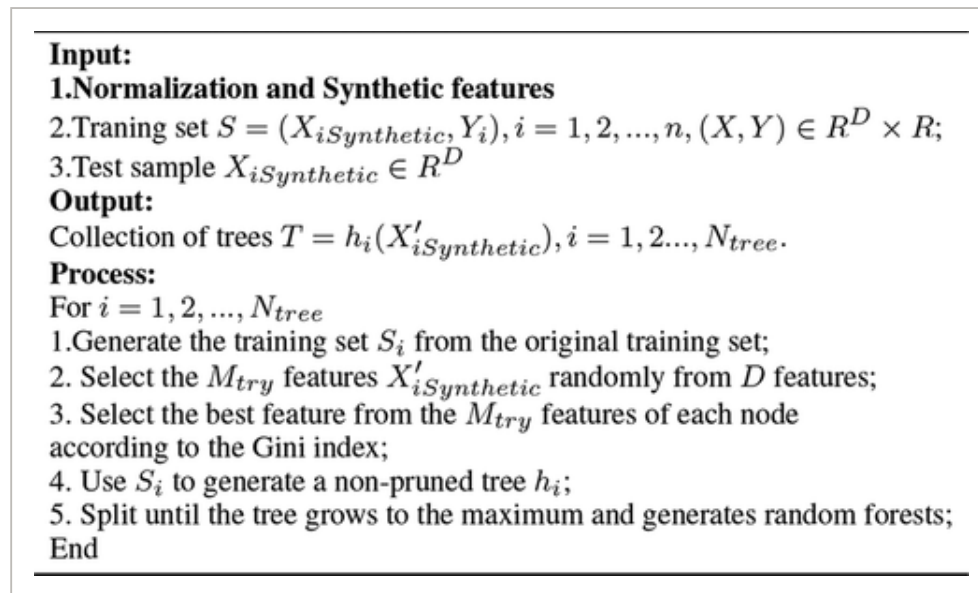 Input:
1.Normalization and Synthetic features
2.Traning set $S = (X_{iSynthetic}, Y_i), i = 1, 2, ..., n, (X, Y) \in R^D \times R$;
3.Test sample $X_{iSynthetic} \in R^D$
Output:
Collection of trees $T = h_i(X'_{iSynthetic}), i = 1, 2..., N_{tree}$.
Process:
For $i = 1, 2, ..., N_{tree}$
1.Generate the training set $S_i$ from the original training set;
2. Select the $M_{try}$ features $X'_{iSynthetic}$ randomly from $D$ features;
3. Select the best feature from the $M_{try}$ features of each node
according to the Gini index;
4. Use $S_i$ to generate a non-pruned tree $h_i$;
5. Split until the tree grows to the maximum and generates random forests;
End